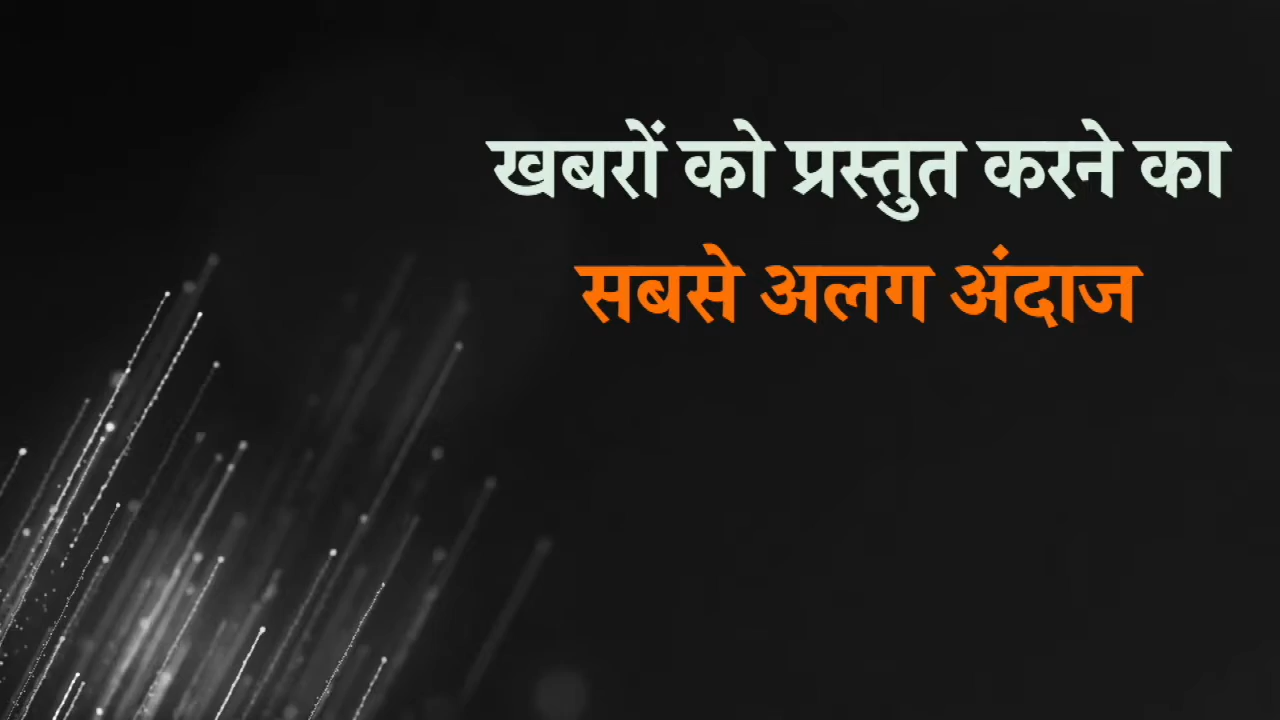 खबरों को प्रस्तुत करने का
सबसे अलग अंदाज